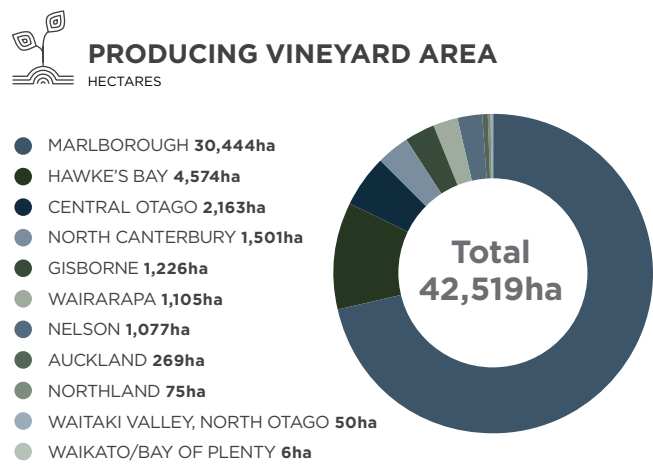 PRODUCING VINEYARD AREA
HECTARES
MARLBOROUGH 30,444ha
HAWKE'S BAY 4,574ha
CENTRAL OTAGO 2,163ha
NORTH CANTERBURY 1,501ha
GISBORNE 1,226ha
WAIRARAPA 1,105ha
NELSON 1,077ha
AUCKLAND 269ha
NORTHLAND 75ha
WAITAKI VALLEY, NORTH OTAGO 50ha
WAIKATO/BAY OF PLENTY 6ha
Total
42,519ha